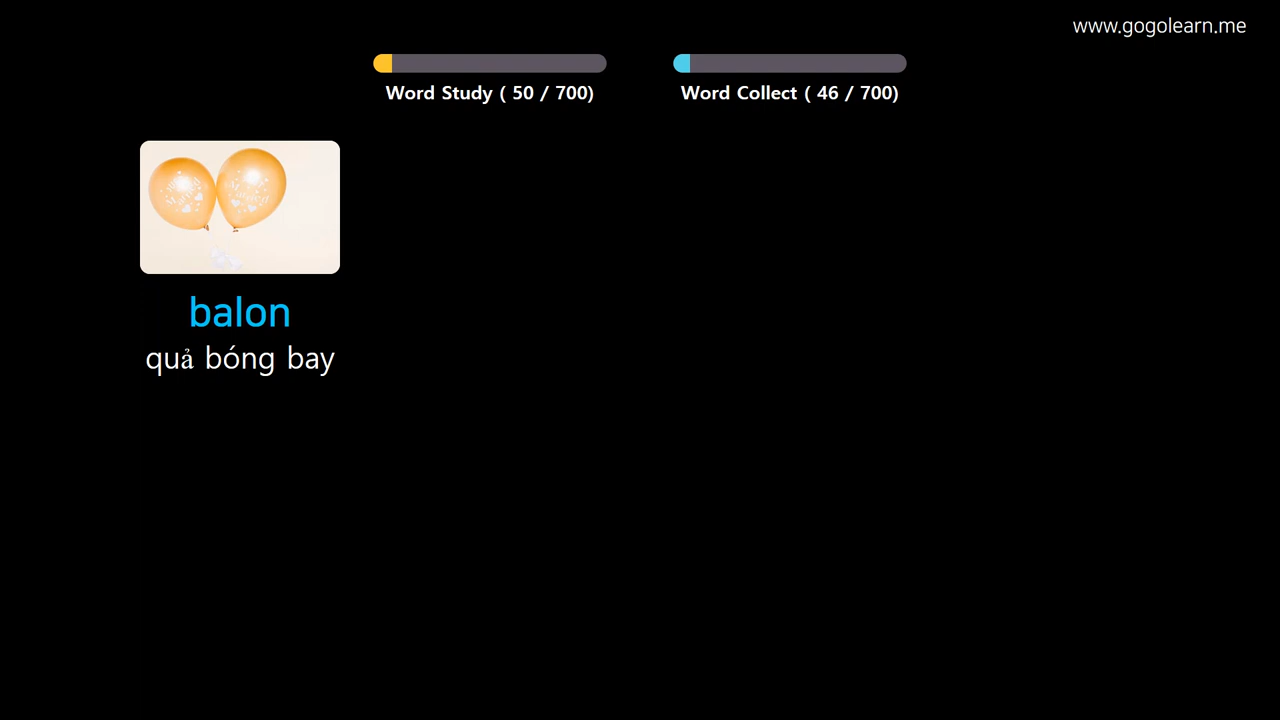 www.gogolearn.me
Word Study ( 50 / 700)
Word Collect ( 46 / 700)
balon
quả bóng bay